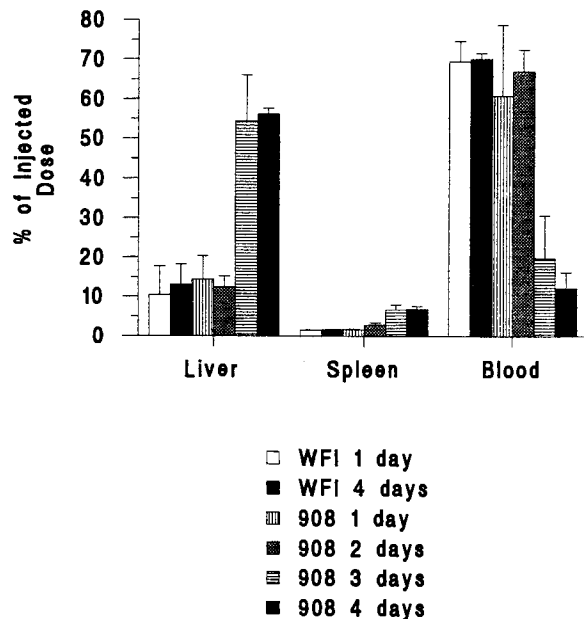 80
70
60
50
40
30
20
10
0
% of Injected
Dose
Liver Spleen Blood
WFI 1 day
WFI 4 days
908 1 day
908 2 days
908 3 days
908 4 days